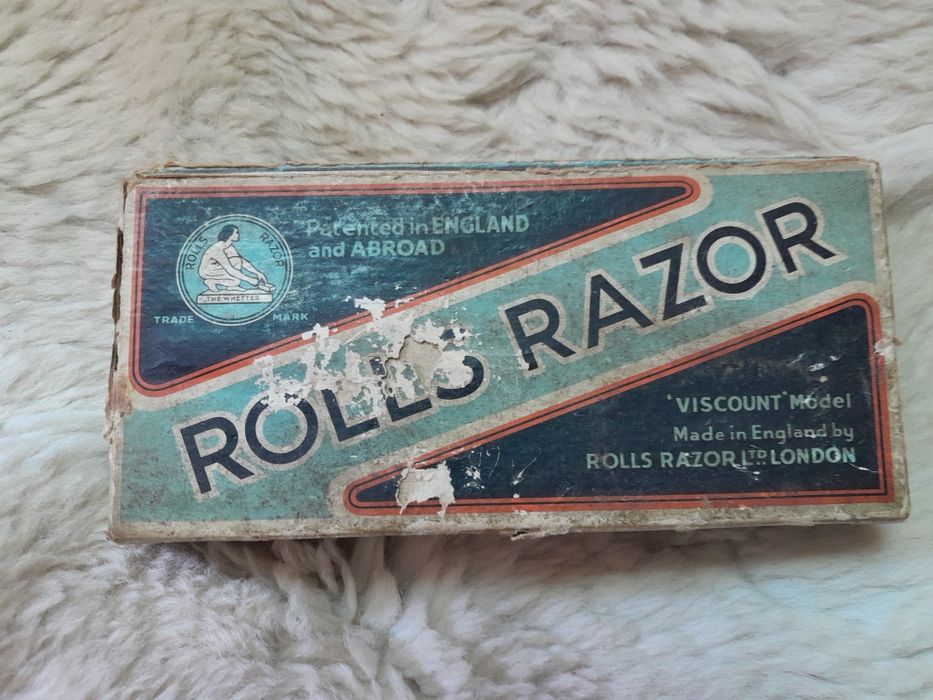 ROLLS RAZOR
"THE WHETTER"
TRADE MARK
Patented in ENGLAND
and ABROAD
ROLLS RAZOR
'VISCOUNT' Model
Made in England by
ROLLS RAZOR LTD LONDON